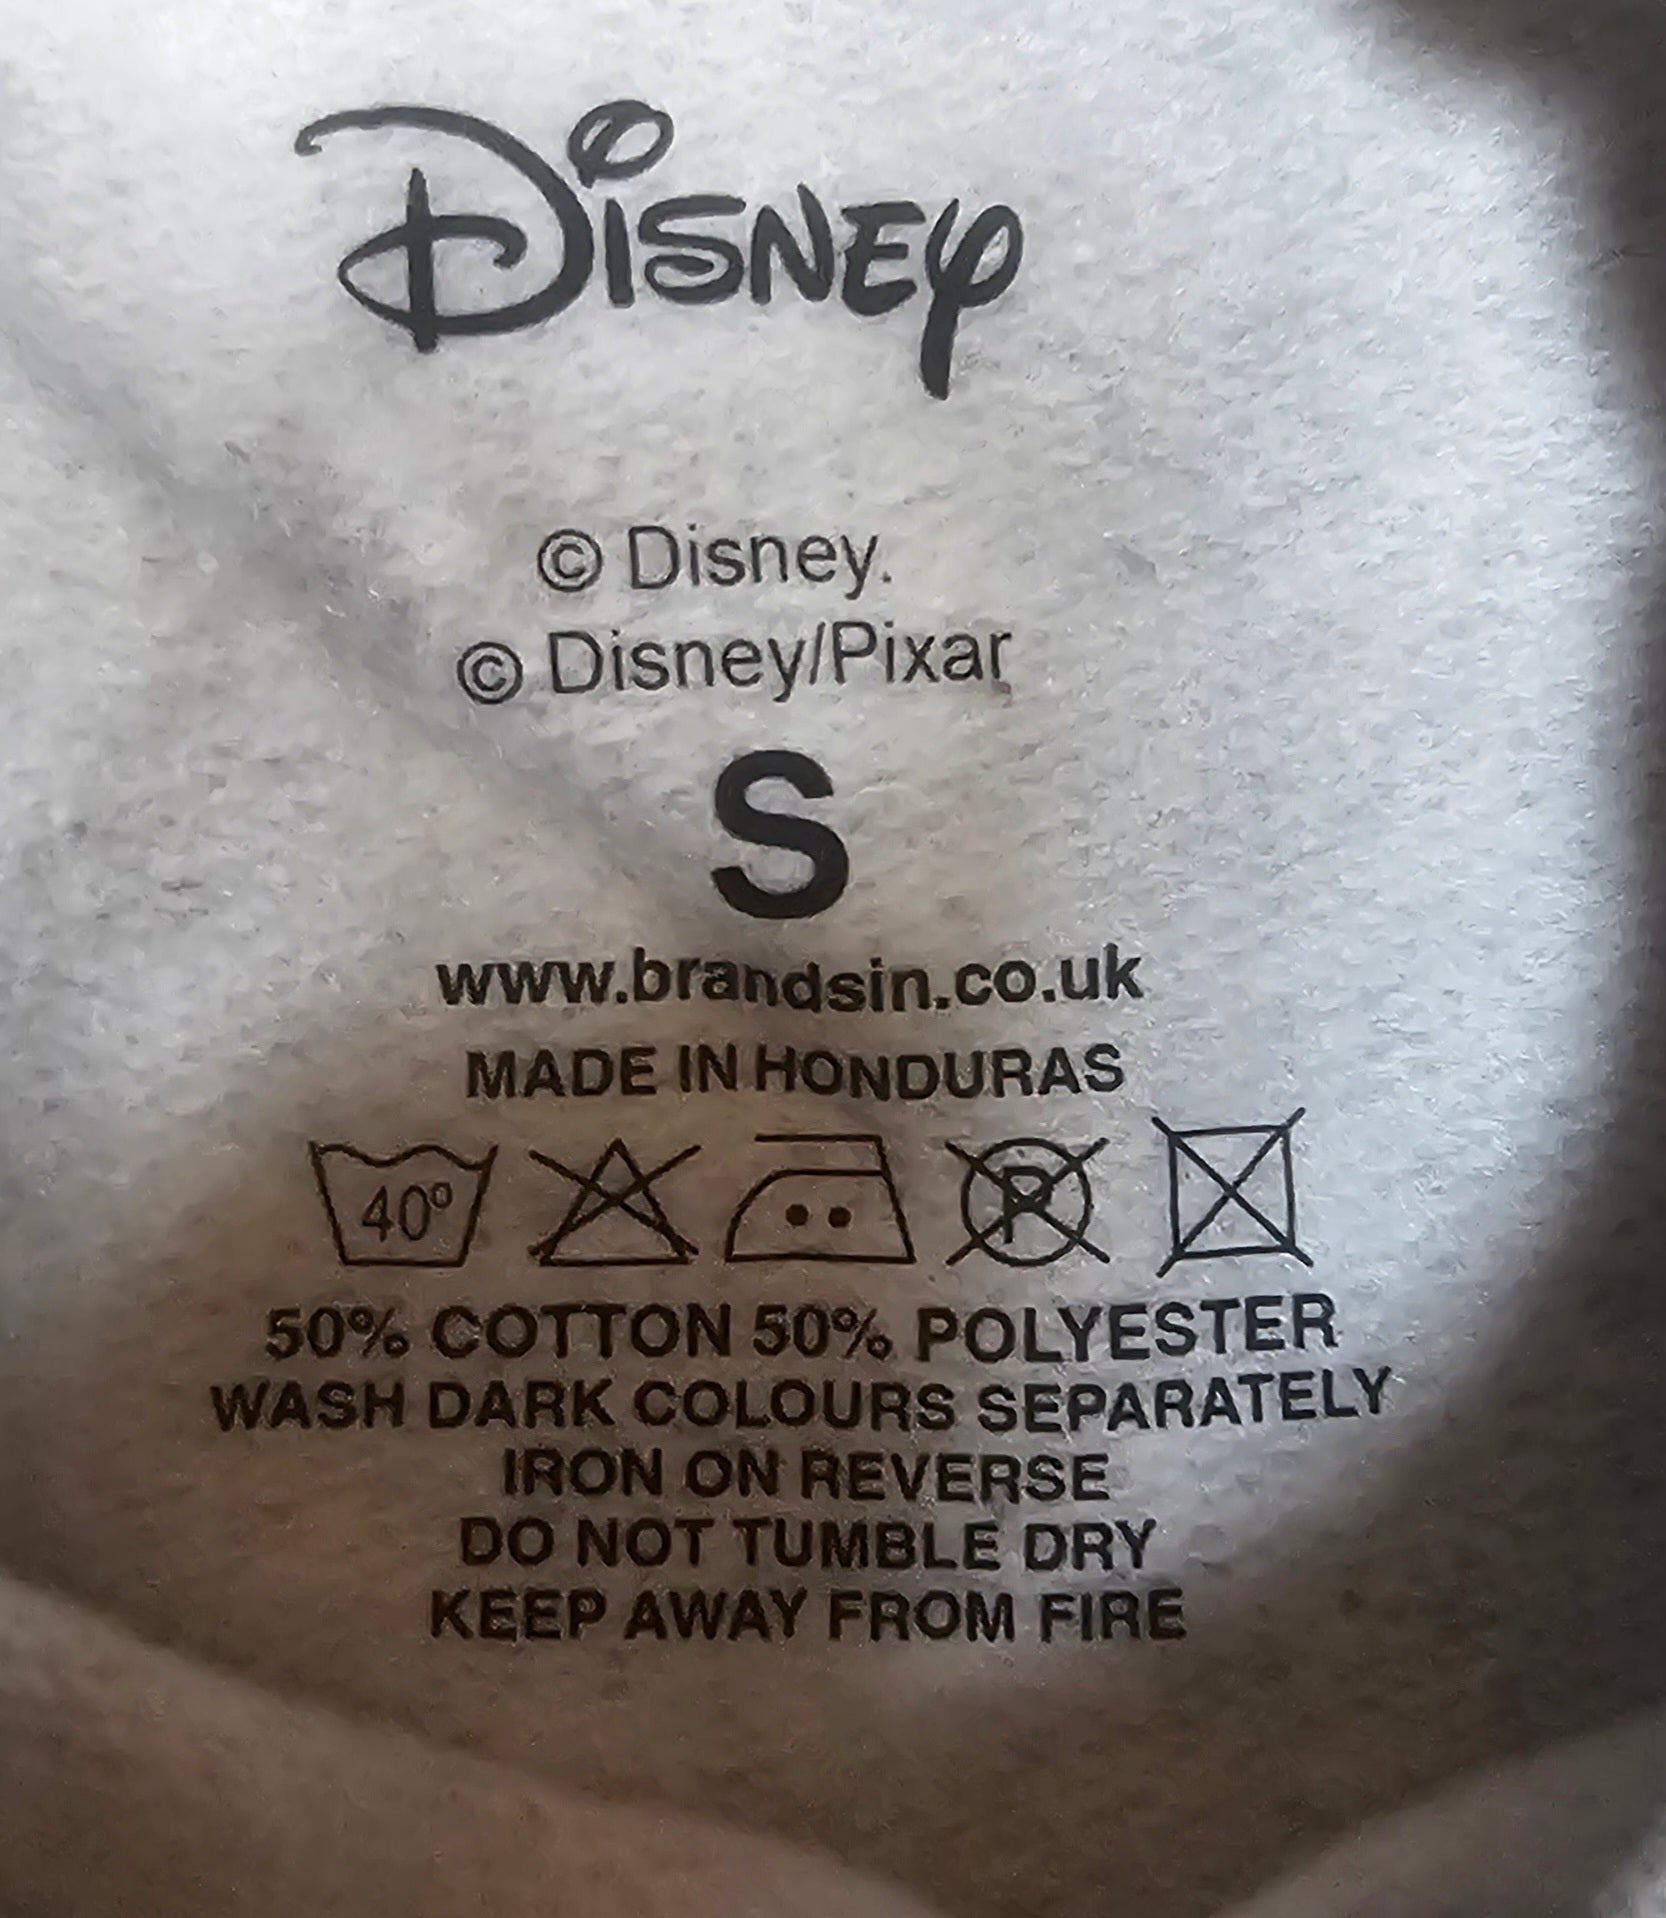 Disney
© Disney.
© Disney/Pixar
S
www.brandsin.co.uk
MADE IN HONDURAS
40° P
50% COTTON 50% POLYESTER
WASH DARK COLOURS SEPARATELY
IRON ON REVERSE
DO NOT TUMBLE DRY
KEEP AWAY FROM FIRE